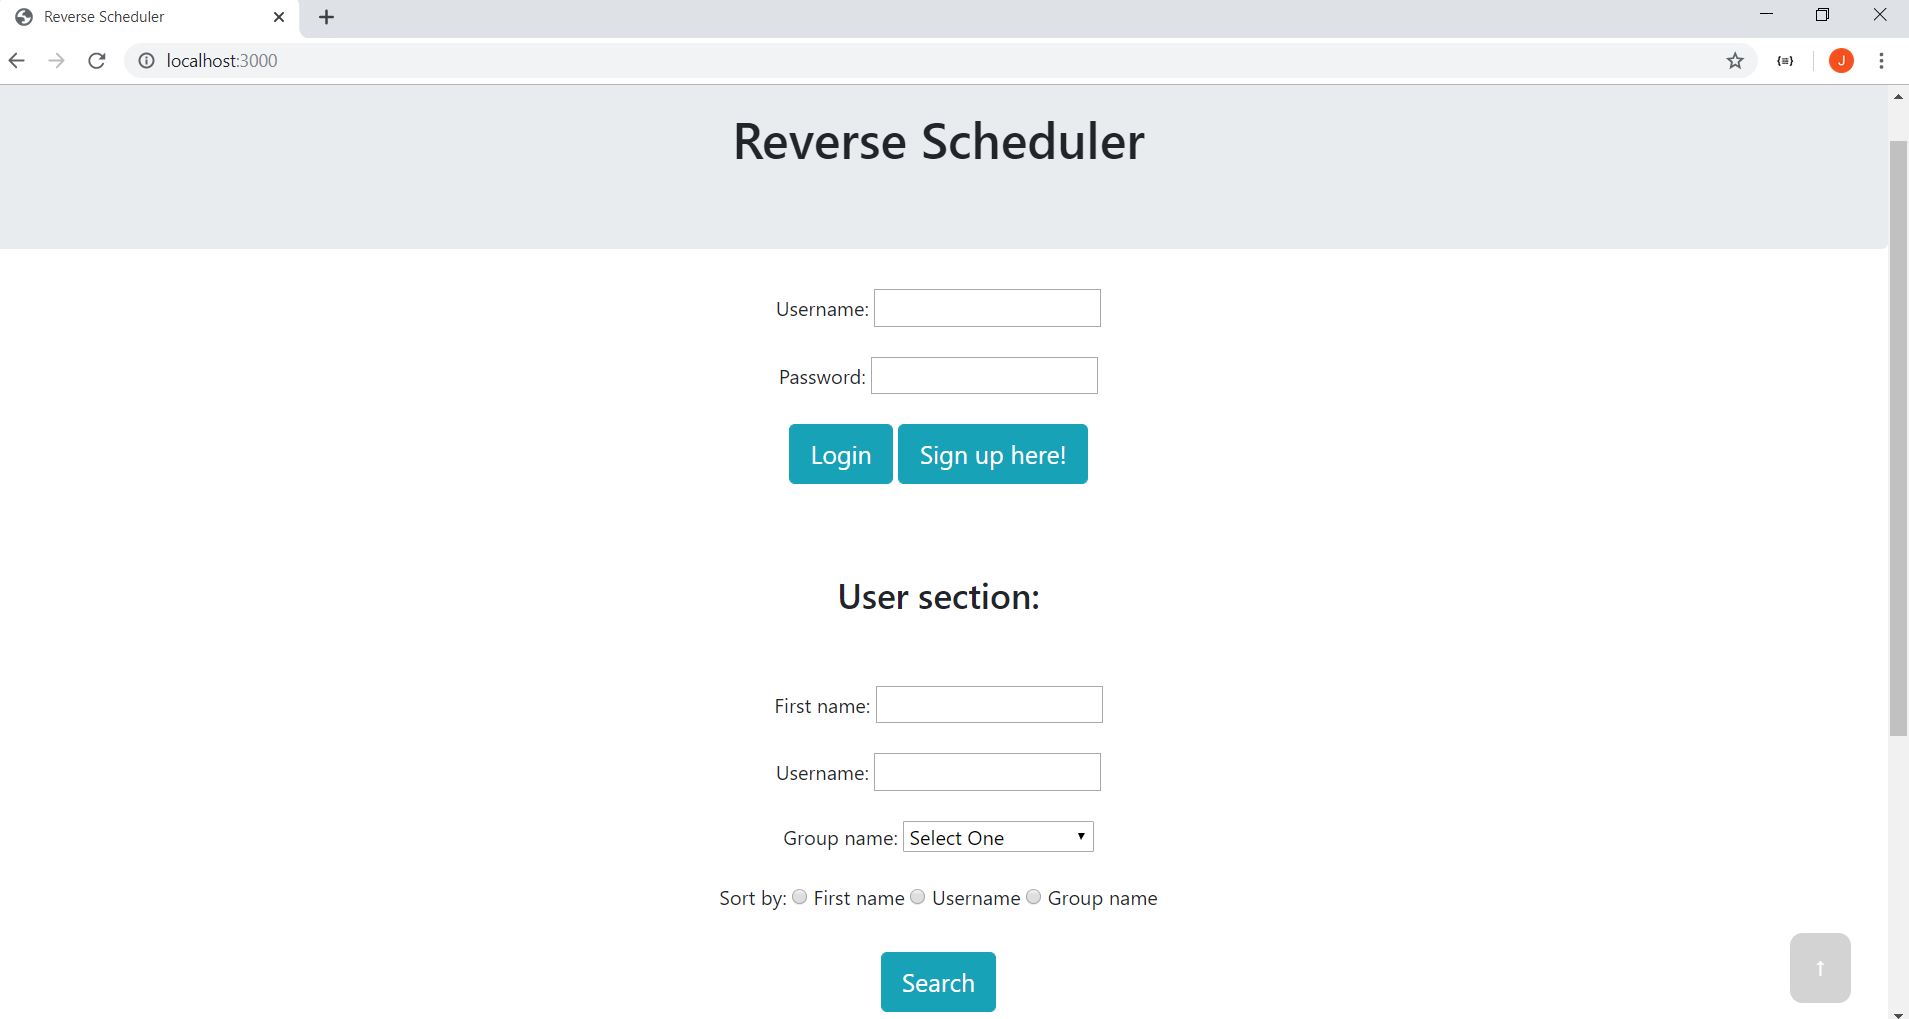 Reverse Scheduler
localhost:3000
J
Reverse Scheduler
Username:
Password:
Login Sign up here!
User section:
First name:
Username:
Group name: Select One
Sort by: First name Username Group name
Search
↑